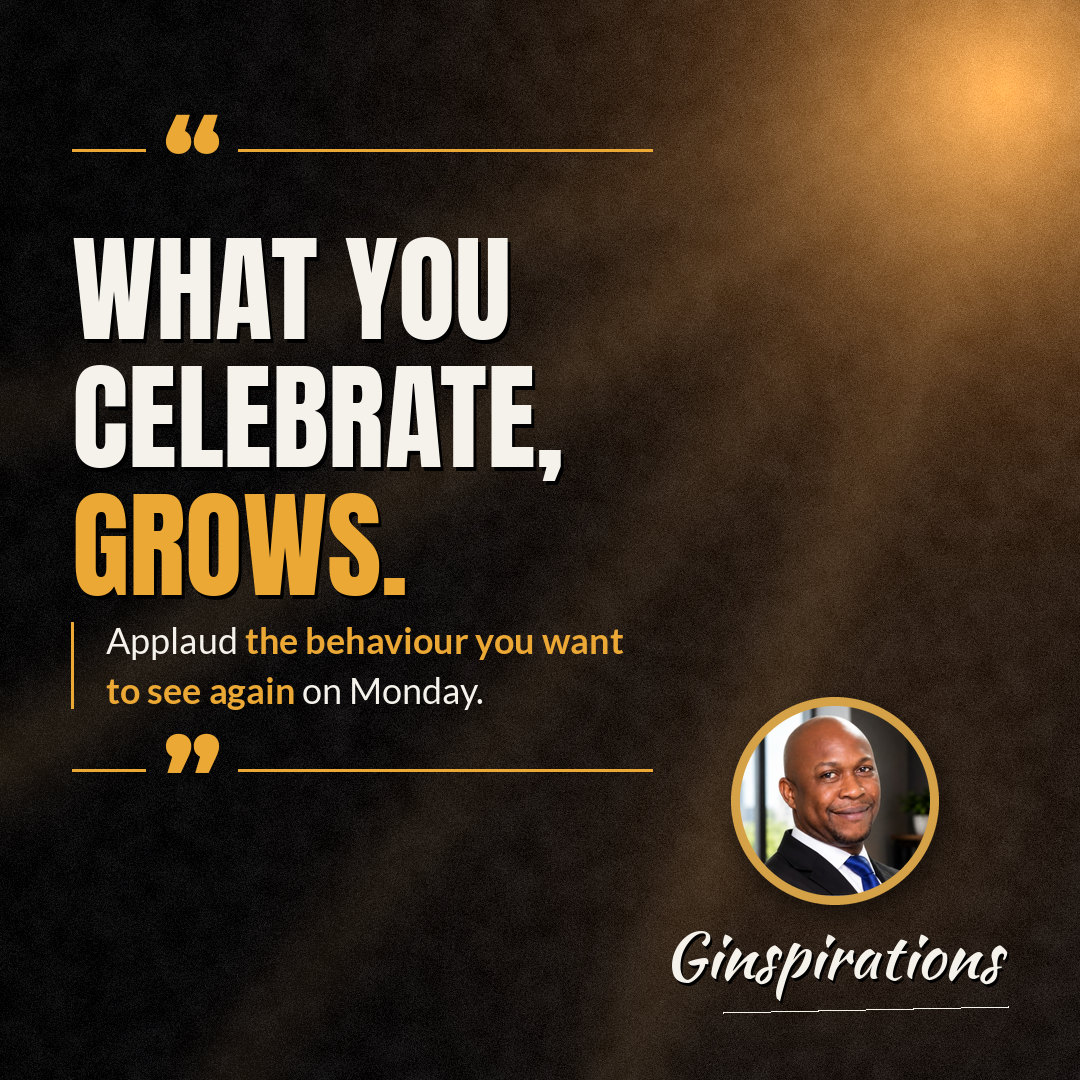 “
WHAT YOU
CELEBRATE,
GROWS.
Applaud the behaviour you want
to see again on Monday.
”
Ginspirations